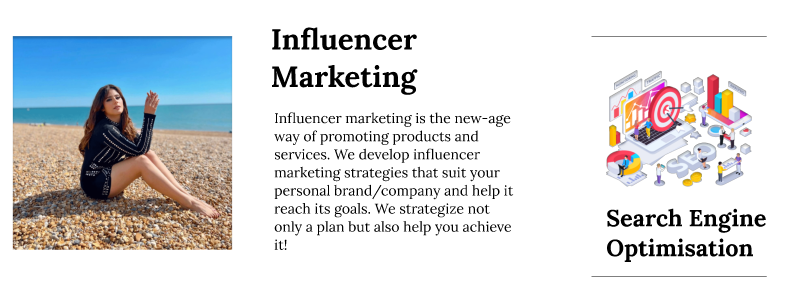 Influencer
Marketing
Influencer marketing is the new-age
way of promoting products and
services. We develop influencer
marketing strategies that suit your
personal brand/company and help it
reach its goals. We strategize not
only a plan but also help you achieve
it!
SEO
Search Engine
Optimisation